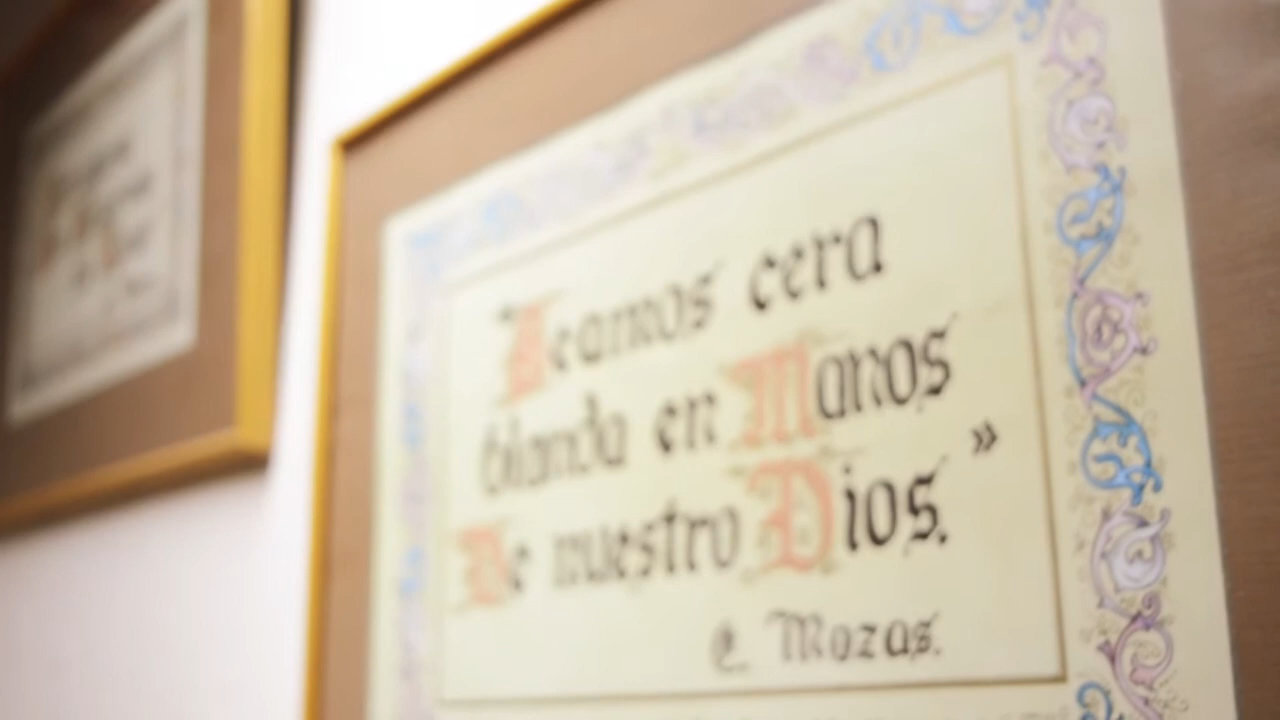 "Seamos cera
blanda en Manos
De nuestro Dios."
E. Mozas.